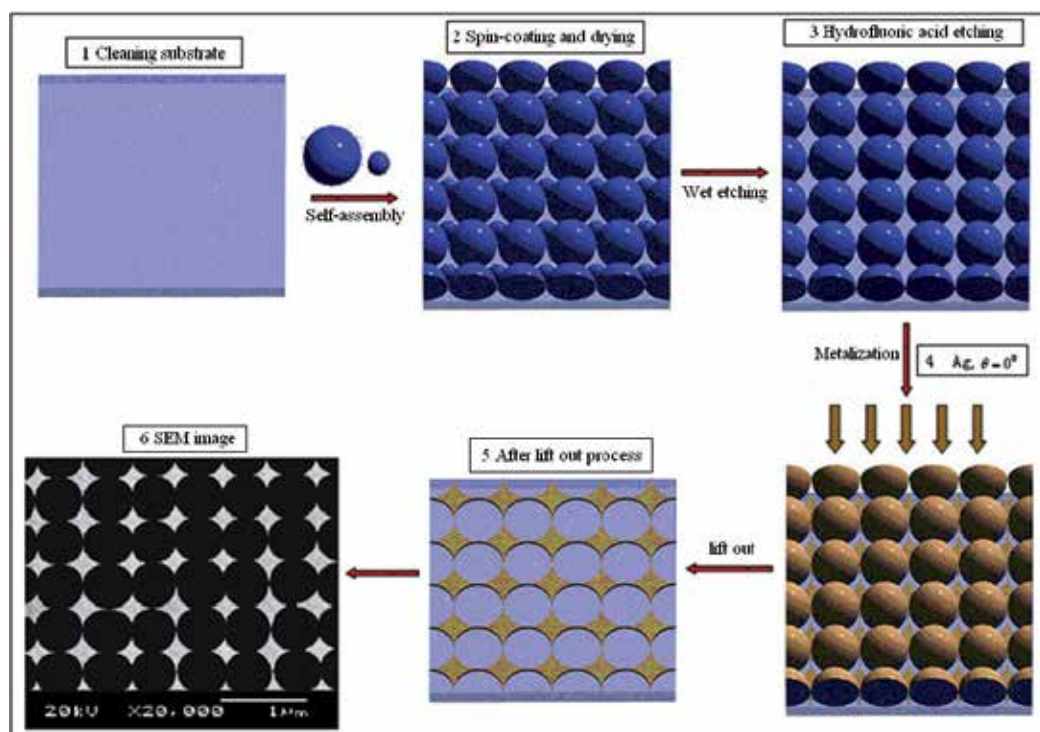 1 Cleaning substrate
2 Spin-coating and drying
3 Hydrofluoric acid etching
Self-assembly
Wet etching
Metalization
4 Ag, θ=0°
6 SEM image
5 After lift out process
lift out
20kV X20,000 1μm